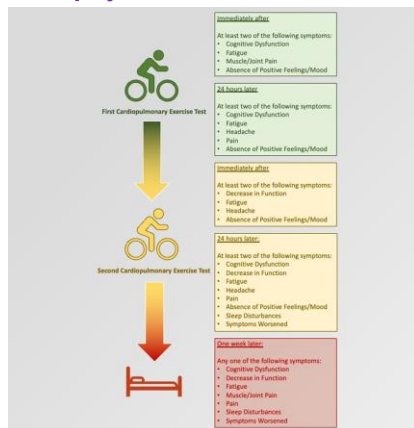 Immediately after
At least two of the following symptoms:
• Cognitive Dysfunction
• Fatigue
• Muscle/Joint Pain
• Absence of Positive Feelings/Mood
First Cardiopulmonary Exercise Test
24 hours later
At least two of the following symptoms:
• Cognitive Dysfunction
• Fatigue
• Headache
• Pain
• Absence of Positive Feelings/Mood
Immediately after
At least two of the following symptoms:
• Decrease in Function
• Fatigue
• Headache
• Absence of Positive Feelings/Mood
Second Cardiopulmonary Exercise Test
24 hours later:
At least two of the following symptoms:
• Cognitive Dysfunction
• Decrease in Function
• Fatigue
• Headache
• Pain
• Absence of Positive Feelings/Mood
• Sleep Disturbances
• Symptoms Worsened
One week later:
Any one of the following symptoms:
• Cognitive Dysfunction
• Decrease in Function
• Fatigue
• Muscle/Joint Pain
• Pain
• Sleep Disturbances
• Symptoms Worsened